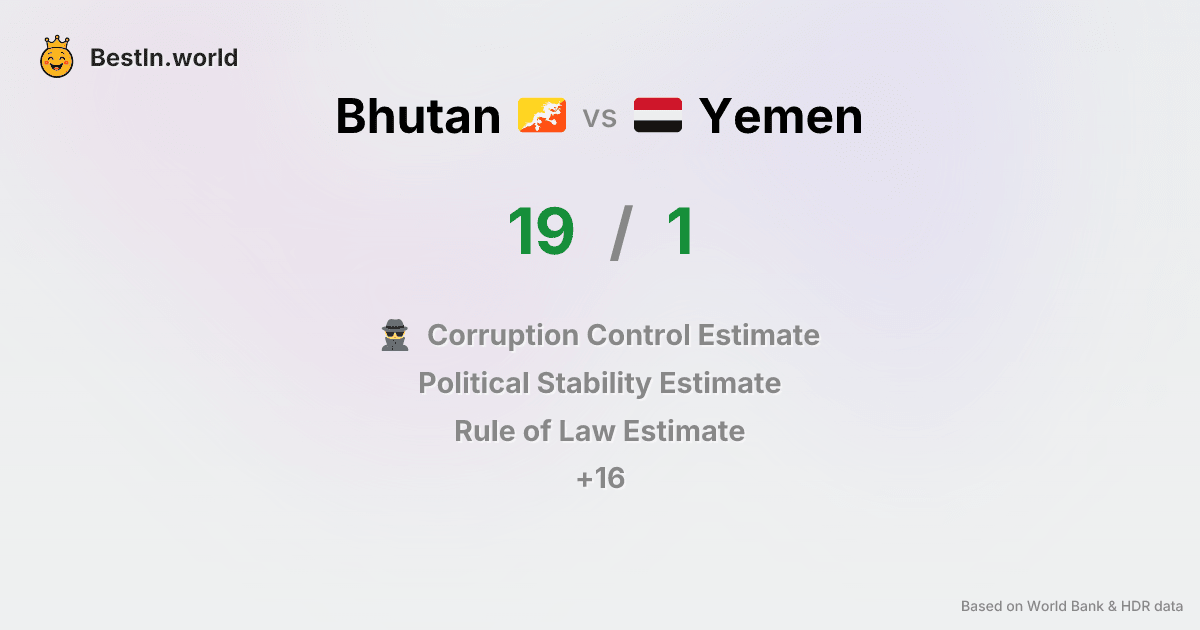 BestIn.world
Bhutan vs Yemen
19 / 1
Corruption Control Estimate
Political Stability Estimate
Rule of Law Estimate
+16
Based on World Bank & HDR data